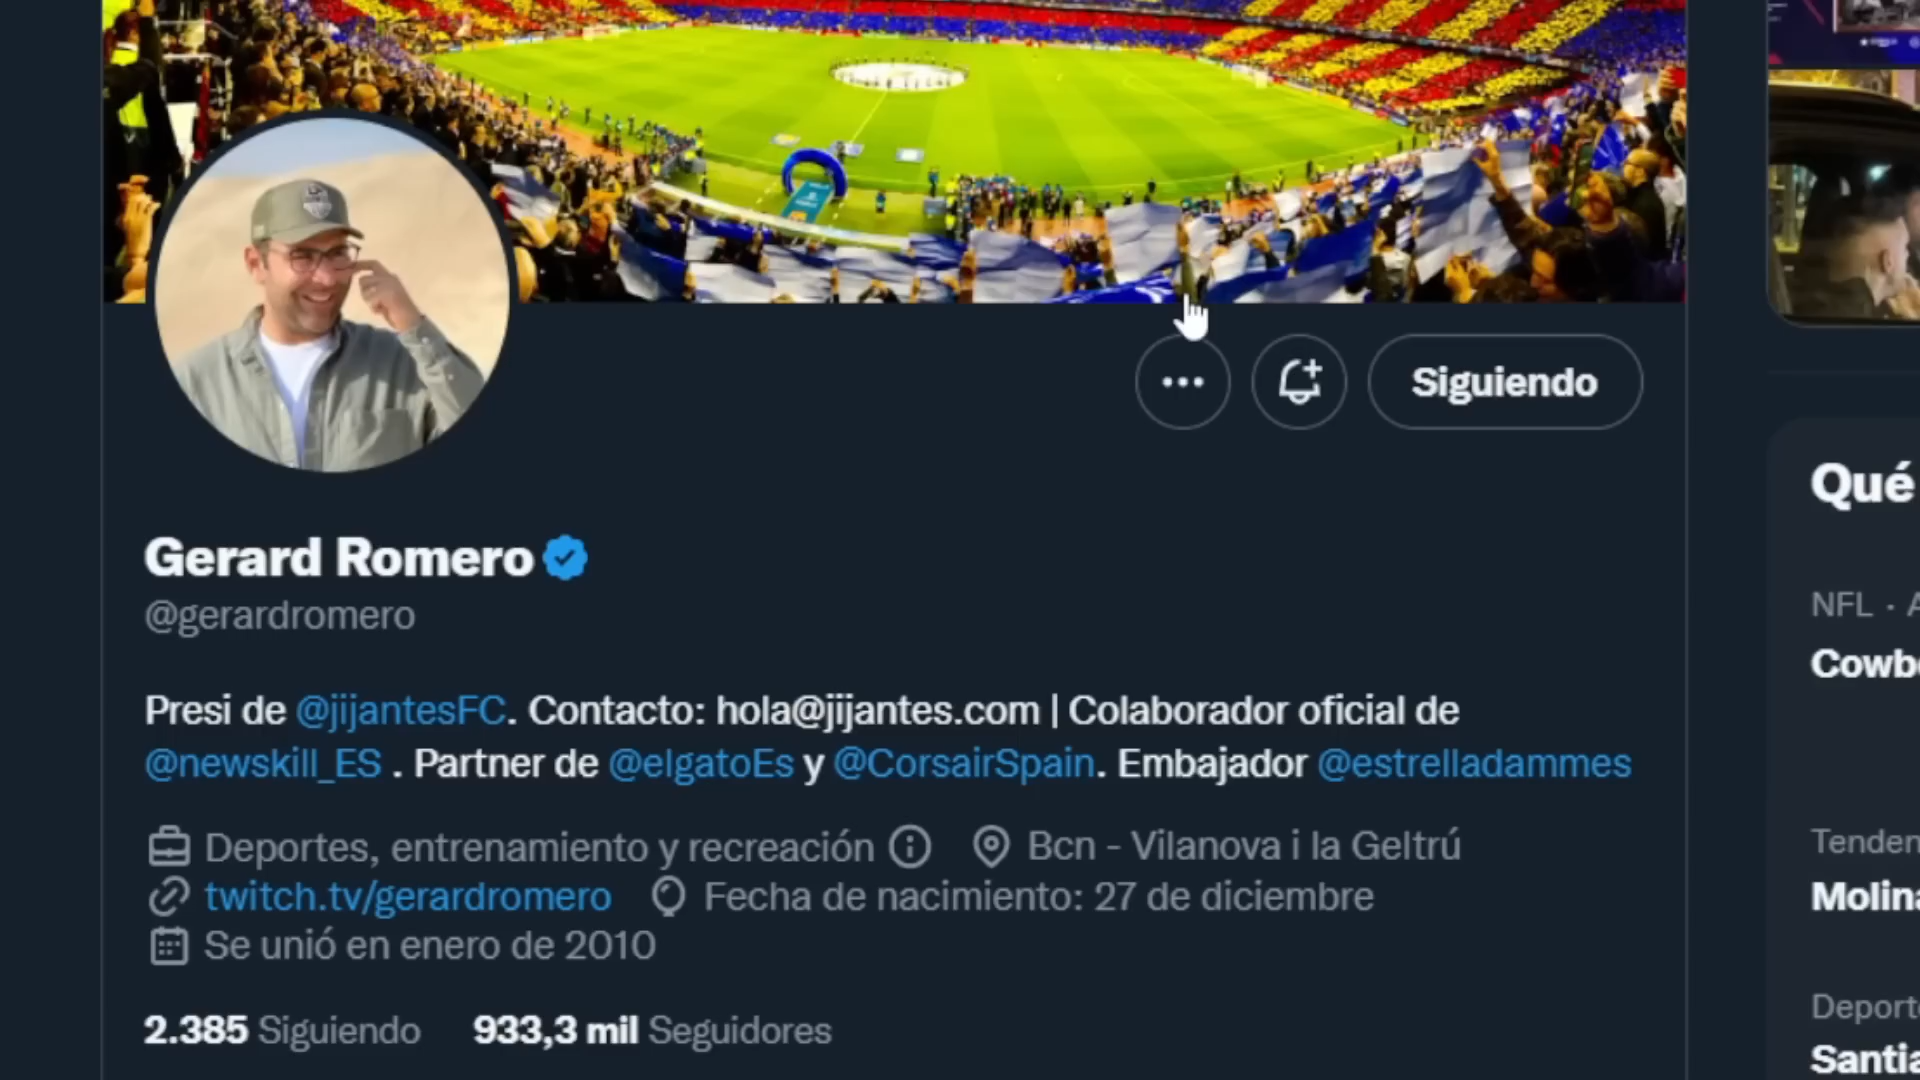 Siguiendo
Gerard Romero
@gerardromero
Presi de @jijantesFC. Contacto: hola@jijantes.com | Colaborador oficial de
@newskill_ES . Partner de @elgatoEs y @CorsairSpain. Embajador @estrelladammes
Deportes, entrenamiento y recreación Bcn - Vilanova i la Geltrú
twitch.tv/gerardromero Fecha de nacimiento: 27 de diciembre
Se unió en enero de 2010
2.385 Siguiendo 933,3 mil Seguidores
Qué
NFL · A
Cowb
Tenden
Molina
Deporte
Santia